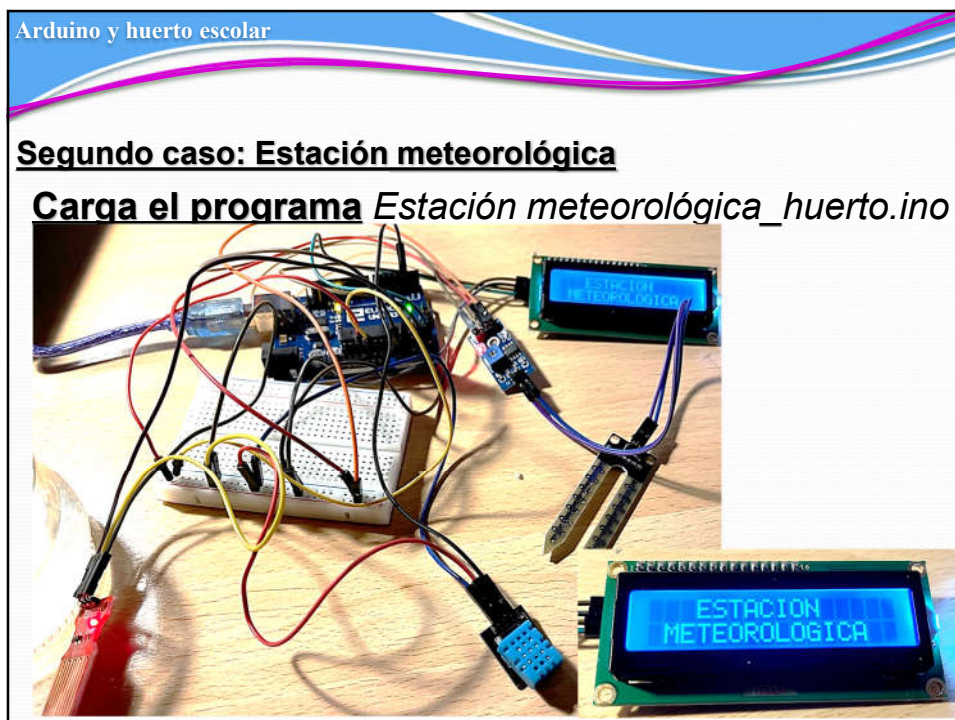 Arduino y huerto escolar
Segundo caso: Estación meteorológica
Carga el programa Estación meteorológica_huerto.ino
ESTACION
METEOROLOGICA
ESTACION
METEOROLOGICA